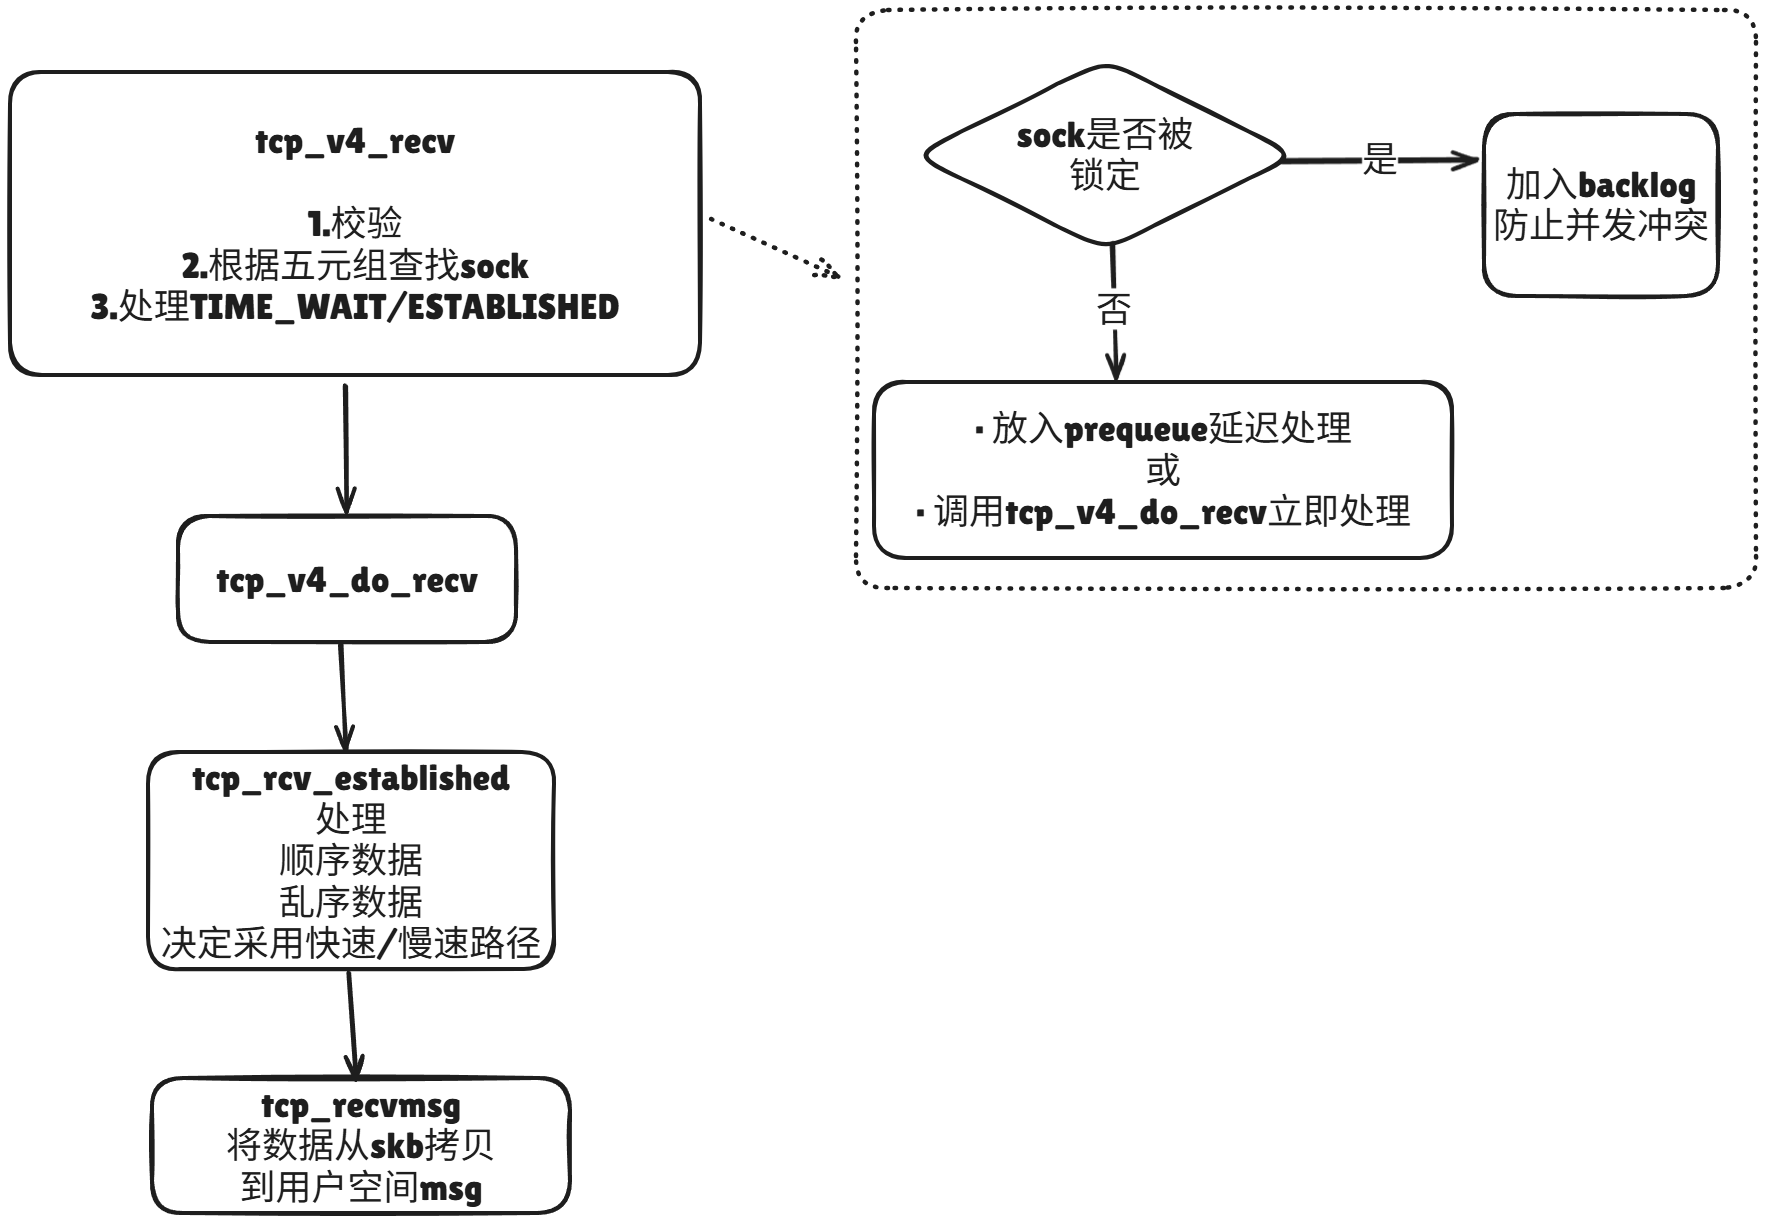 tcp_v4_recv
1.校验
2.根据五元组查找sock
3.处理TIME_WAIT/ESTABLISHED
tcp_v4_do_recv
tcp_rcv_established
处理
顺序数据
乱序数据
决定采用快速/慢速路径
tcp_recvmsg
将数据从skb拷贝
到用户空间msg
sock是否被
锁定
是
加入backlog
防止并发冲突
否
· 放入prequeue延迟处理
或
· 调用tcp_v4_do_recv立即处理